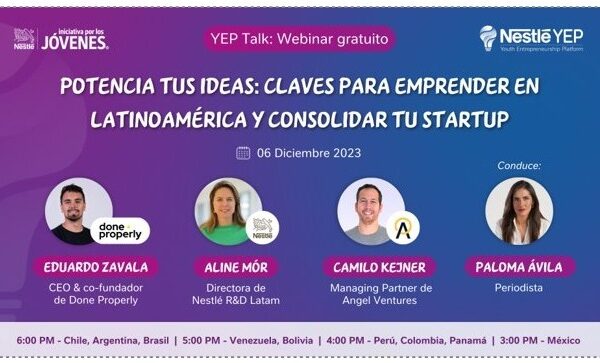 Nestlé
iniciativa por los
JÓVENES®
YEP Talk: Webinar gratuito
Nestlé YEP
Youth Entrepreneurship Platform
POTENCIA TUS IDEAS: CLAVES PARA EMPRENDER EN
LATINOAMÉRICA Y CONSOLIDAR TU STARTUP
06 Diciembre 2023
Conduce:
done
properly
Nestlé
EDUARDO ZAVALA
CEO & co-fundador
de Done Properly
ALINE MÓR
Directora de
Nestlé R&D Latam
CAMILO KEJNER
Managing Partner de
Angel Ventures
PALOMA ÁVILA
Periodista
6:00 PM - Chile, Argentina, Brasil | 5:00 PM - Venezuela, Bolivia | 4:00 PM - Perú, Colombia, Panamá | 3:00 PM - México